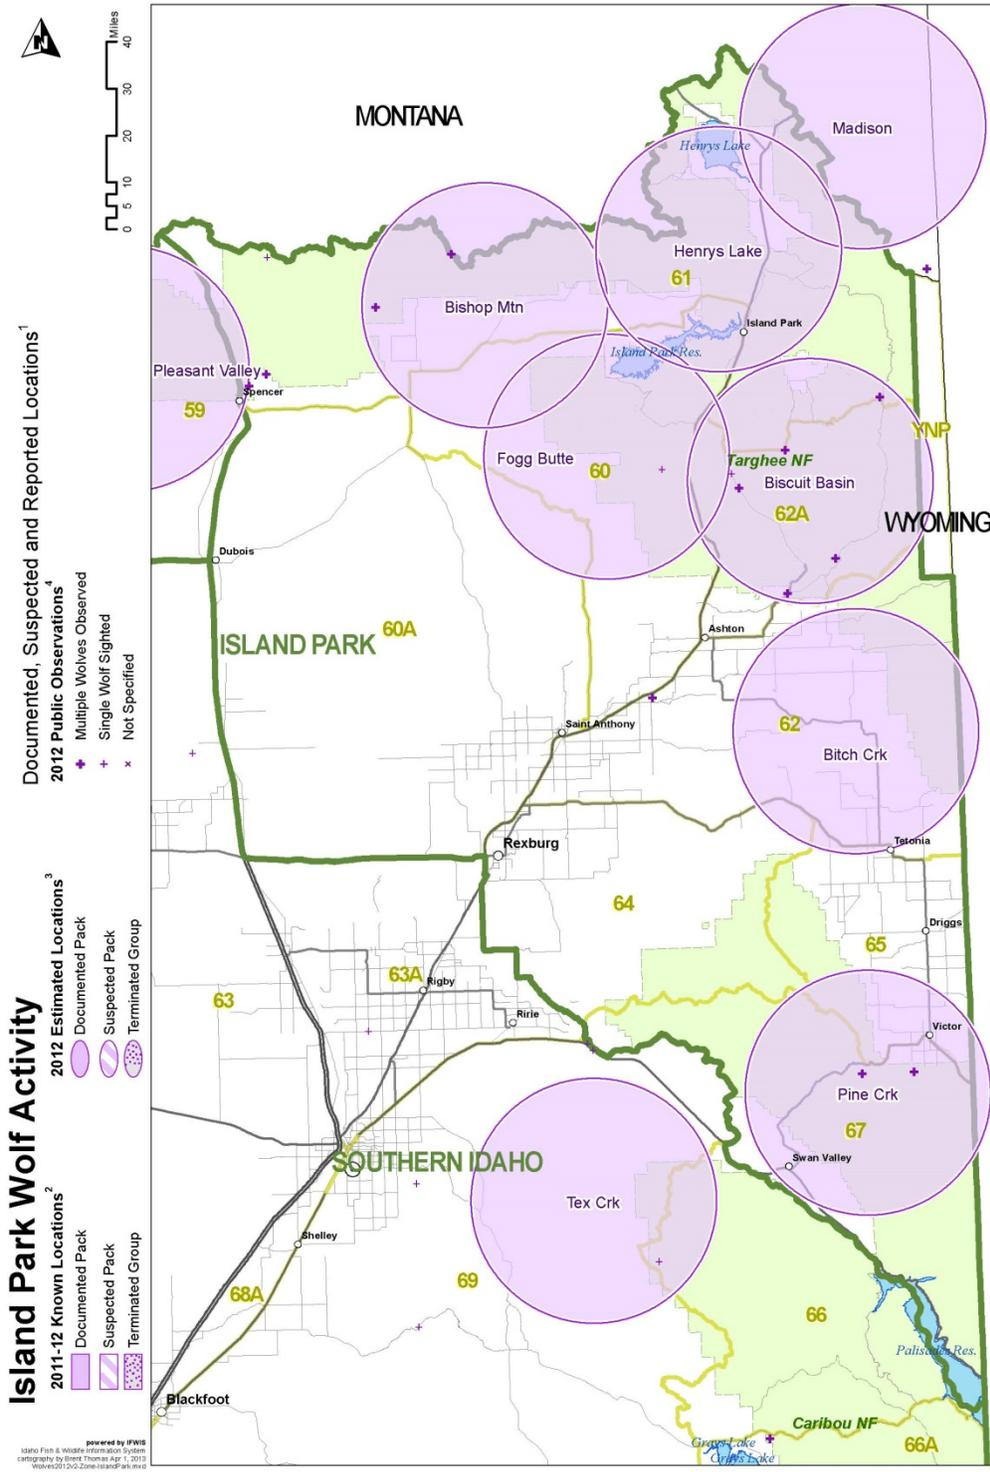 Island Park Wolf Activity
Documented, Suspected and Reported Locations1
2011-12 Known Locations2
Documented Pack
Suspected Pack
Terminated Group
2012 Estimated Locations3
Documented Pack
Suspected Pack
Terminated Group
2012 Public Observations4
Multiple Wolves Observed
Single Wolf Sighted
Not Specified
N
0 5 10 20 30 40
Miles
MONTANA
Madison
Henrys Lake
Henrys Lake
61
Bishop Mtn
Island Park
Island Park Res.
Pleasant Valley
Spencer
59
YNP
Fogg Butte
60
Targhee NF
Biscuit Basin
62A
WYOMING
Dubois
60A
ISLAND PARK
Ashton
Saint Anthony
62
Bitch Crk
Rexburg
Tetonia
64
Driggs
65
63A
Rigby
63
Ririe
Victor
Pine Crk
67
Swan Valley
SOUTHERN IDAHO
Tex Crk
Shelley
69
68A
66
Palisades Res.
Blackfoot
Caribou NF
Grays Lake
Grays Lake
66A
powered by IFWIS
Idaho Fish & Wildlife Information System
cartography by Brent Thomas Apr 1, 2013
Wolves2012v2-Zone-IslandPark.mxd